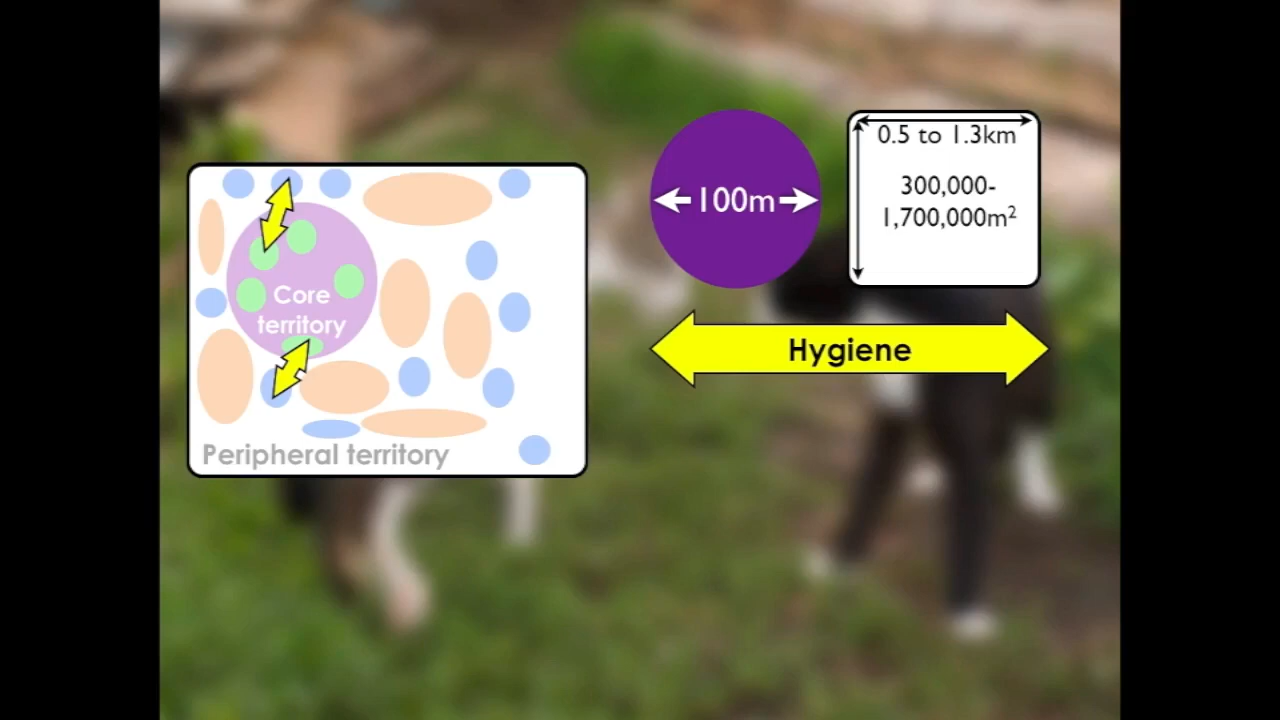 Core
territory
Peripheral territory
100m
0.5 to 1.3km
300,000-
1,700,000m²
Hygiene